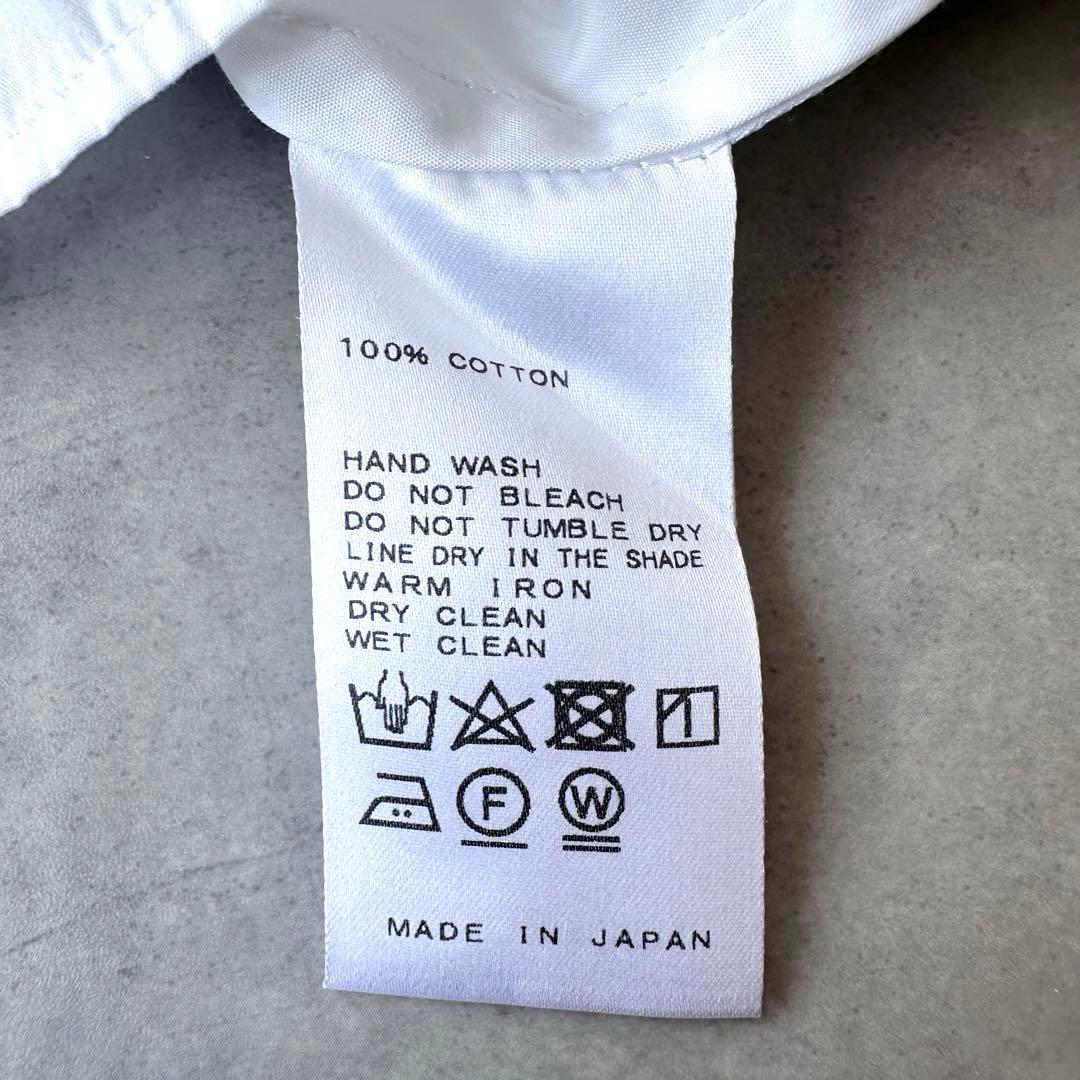 100% COTTON
HAND WASH
DO NOT BLEACH
DO NOT TUMBLE DRY
LINE DRY IN THE SHADE
WARM IRON
DRY CLEAN
WET CLEAN
F W
MADE IN JAPAN